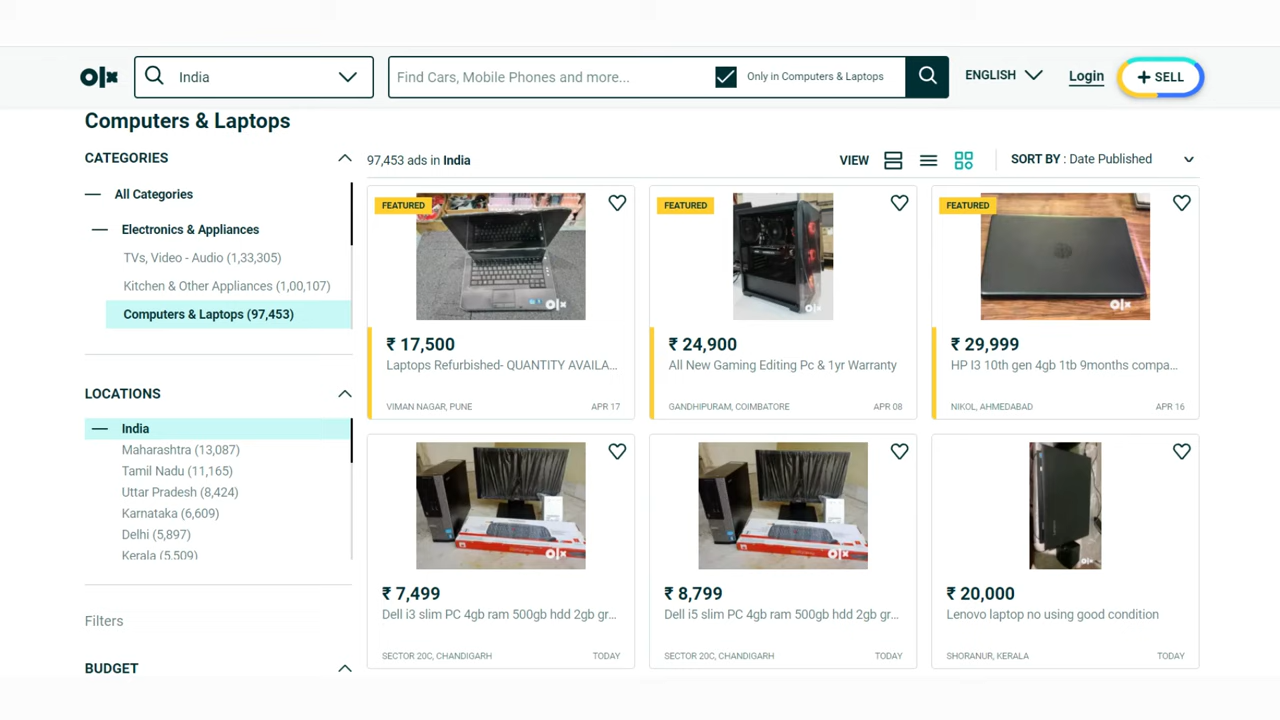 olx
India
Find Cars, Mobile Phones and more...
Only in Computers & Laptops
ENGLISH
Login
+ SELL
Computers & Laptops
CATEGORIES
All Categories
Electronics & Appliances
TVs, Video - Audio (1,33,305)
Kitchen & Other Appliances (1,00,107)
Computers & Laptops (97,453)
LOCATIONS
India
Maharashtra (13,087)
Tamil Nadu (11,165)
Uttar Pradesh (8,424)
Karnataka (6,609)
Delhi (5,897)
Kerala (5,509)
Filters
BUDGET
97,453 ads in India
VIEW
SORT BY : Date Published
FEATURED
olx
₹ 17,500
Laptops Refurbished- QUANTITY AVAILA...
VIMAN NAGAR, PUNE
APR 17
FEATURED
olx
₹ 24,900
All New Gaming Editing Pc & 1yr Warranty
GANDHIPURAM, COIMBATORE
APR 08
FEATURED
olx
₹ 29,999
HP I3 10th gen 4gb 1tb 9months compa...
NIKOL, AHMEDABAD
APR 16
olx
₹ 7,499
Dell i3 slim PC 4gb ram 500gb hdd 2gb gr...
SECTOR 20C, CHANDIGARH
TODAY
olx
₹ 8,799
Dell i5 slim PC 4gb ram 500gb hdd 2gb gr...
SECTOR 20C, CHANDIGARH
TODAY
olx
₹ 20,000
Lenovo laptop no using good condition
SHORANUR, KERALA
TODAY